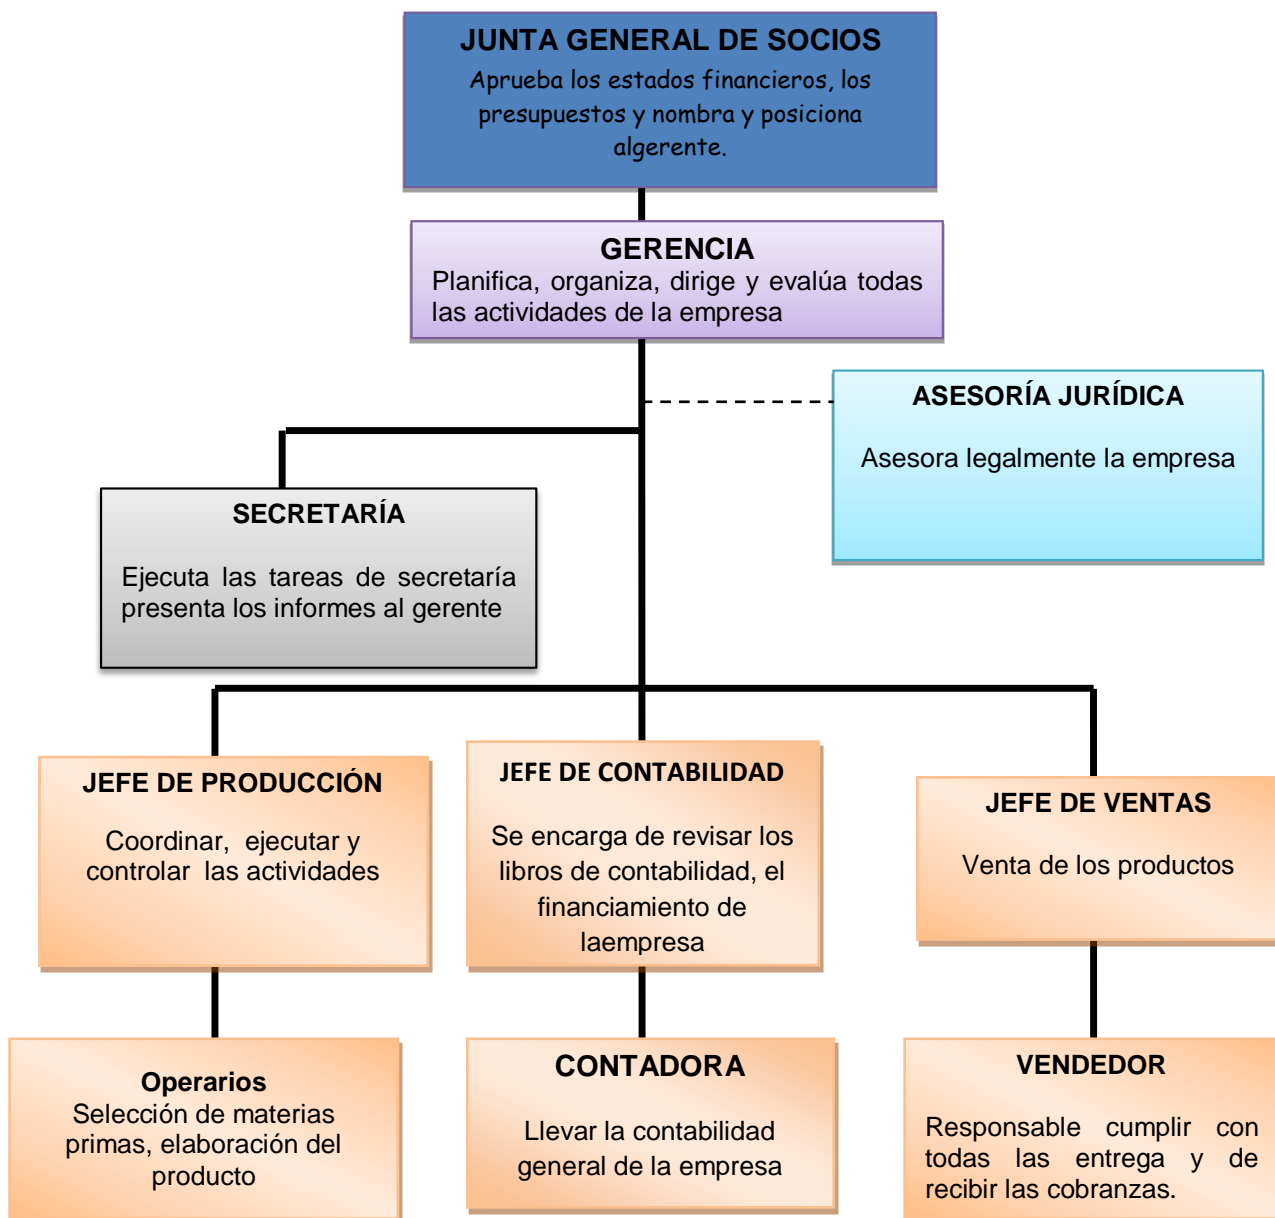 JUNTA GENERAL DE SOCIOS
Aprueba los estados financieros, los
presupuestos y nombra y posiciona
algerente.
GERENCIA
Planifica, organiza, dirige y evalúa todas
las actividades de la empresa
ASESORÍA JURÍDICA
Asesora legalmente la empresa
SECRETARÍA
Ejecuta las tareas de secretaría
presenta los informes al gerente
JEFE DE PRODUCCIÓN
Coordinar, ejecutar y
controlar las actividades
JEFE DE CONTABILIDAD
Se encarga de revisar los
libros de contabilidad, el
financiamiento de
laempresa
JEFE DE VENTAS
Venta de los productos
Operarios
Selección de materias
primas, elaboración del
producto
CONTADORA
Llevar la contabilidad
general de la empresa
VENDEDOR
Responsable cumplir con
todas las entrega y de
recibir las cobranzas.